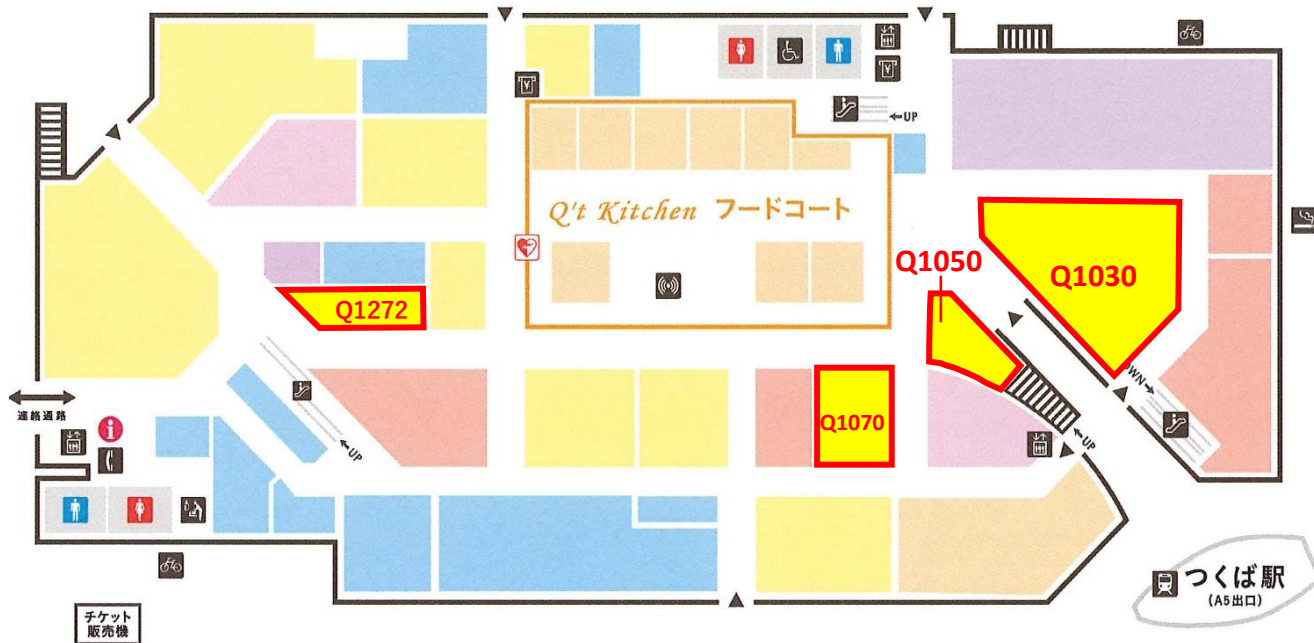 ←UP
Q't Kitchen フードコート
Q1050
Q1030
Q1272
DOWN→
連絡通路
←UP
Q1070
←UP
つくば駅
(A5出口)
チケット
販売機